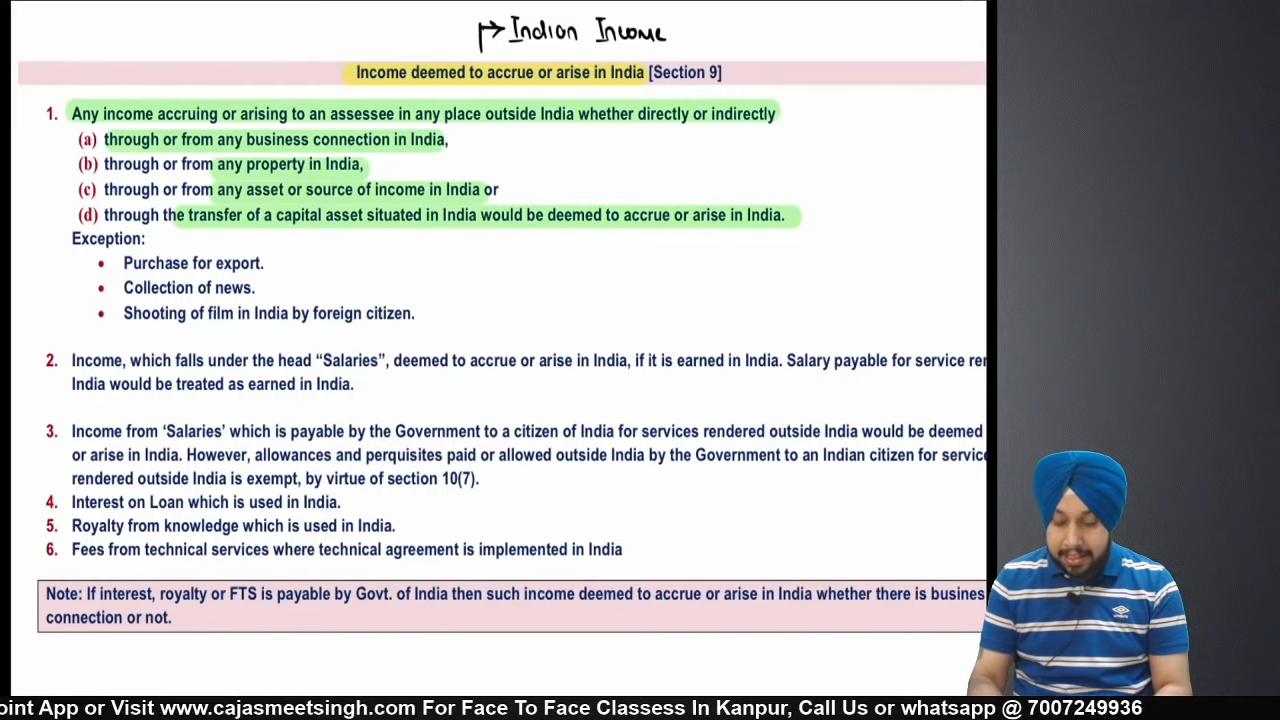 Indian Income
Income deemed to accrue or arise in India [Section 9]
1. Any income accruing or arising to an assessee in any place outside India whether directly or indirectly
(a) through or from any business connection in India,
(b) through or from any property in India,
(c) through or from any asset or source of income in India or
(d) through the transfer of a capital asset situated in India would be deemed to accrue or arise in India.
Exception:
• Purchase for export.
• Collection of news.
• Shooting of film in India by foreign citizen.
2. Income, which falls under the head “Salaries”, deemed to accrue or arise in India, if it is earned in India. Salary payable for service
India would be treated as earned in India.
3. Income from ‘Salaries’ which is payable by the Government to a citizen of India for services rendered outside India would be deemed
or arise in India. However, allowances and perquisites paid or allowed outside India by the Government to an Indian citizen for
rendered outside India is exempt, by virtue of section 10(7).
4. Interest on Loan which is used in India.
5. Royalty from knowledge which is used in India.
6. Fees from technical services where technical agreement is implemented in India
Note: If interest, royalty or FTS is payable by Govt. of India then such income deemed to accrue or arise in India whether there is
connection or not.
oint App or Visit www.cajasmeetsingh.com For Face To Face Classess In Kanpur, Call Us or whatsapp @ 7007249936